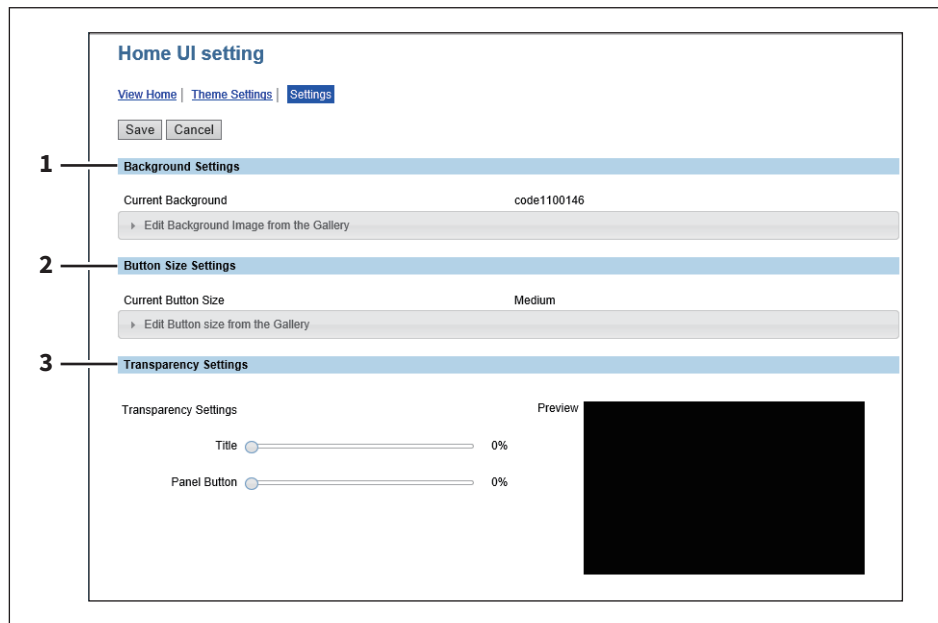 Home UI setting
View Home | Theme Settings | Settings
Save Cancel
1 Background Settings
Current Background code1100146
Edit Background Image from the Gallery
2 Button Size Settings
Current Button Size Medium
Edit Button size from the Gallery
3 Transparency Settings
Transparency Settings Preview
Title 0%
Panel Button 0%